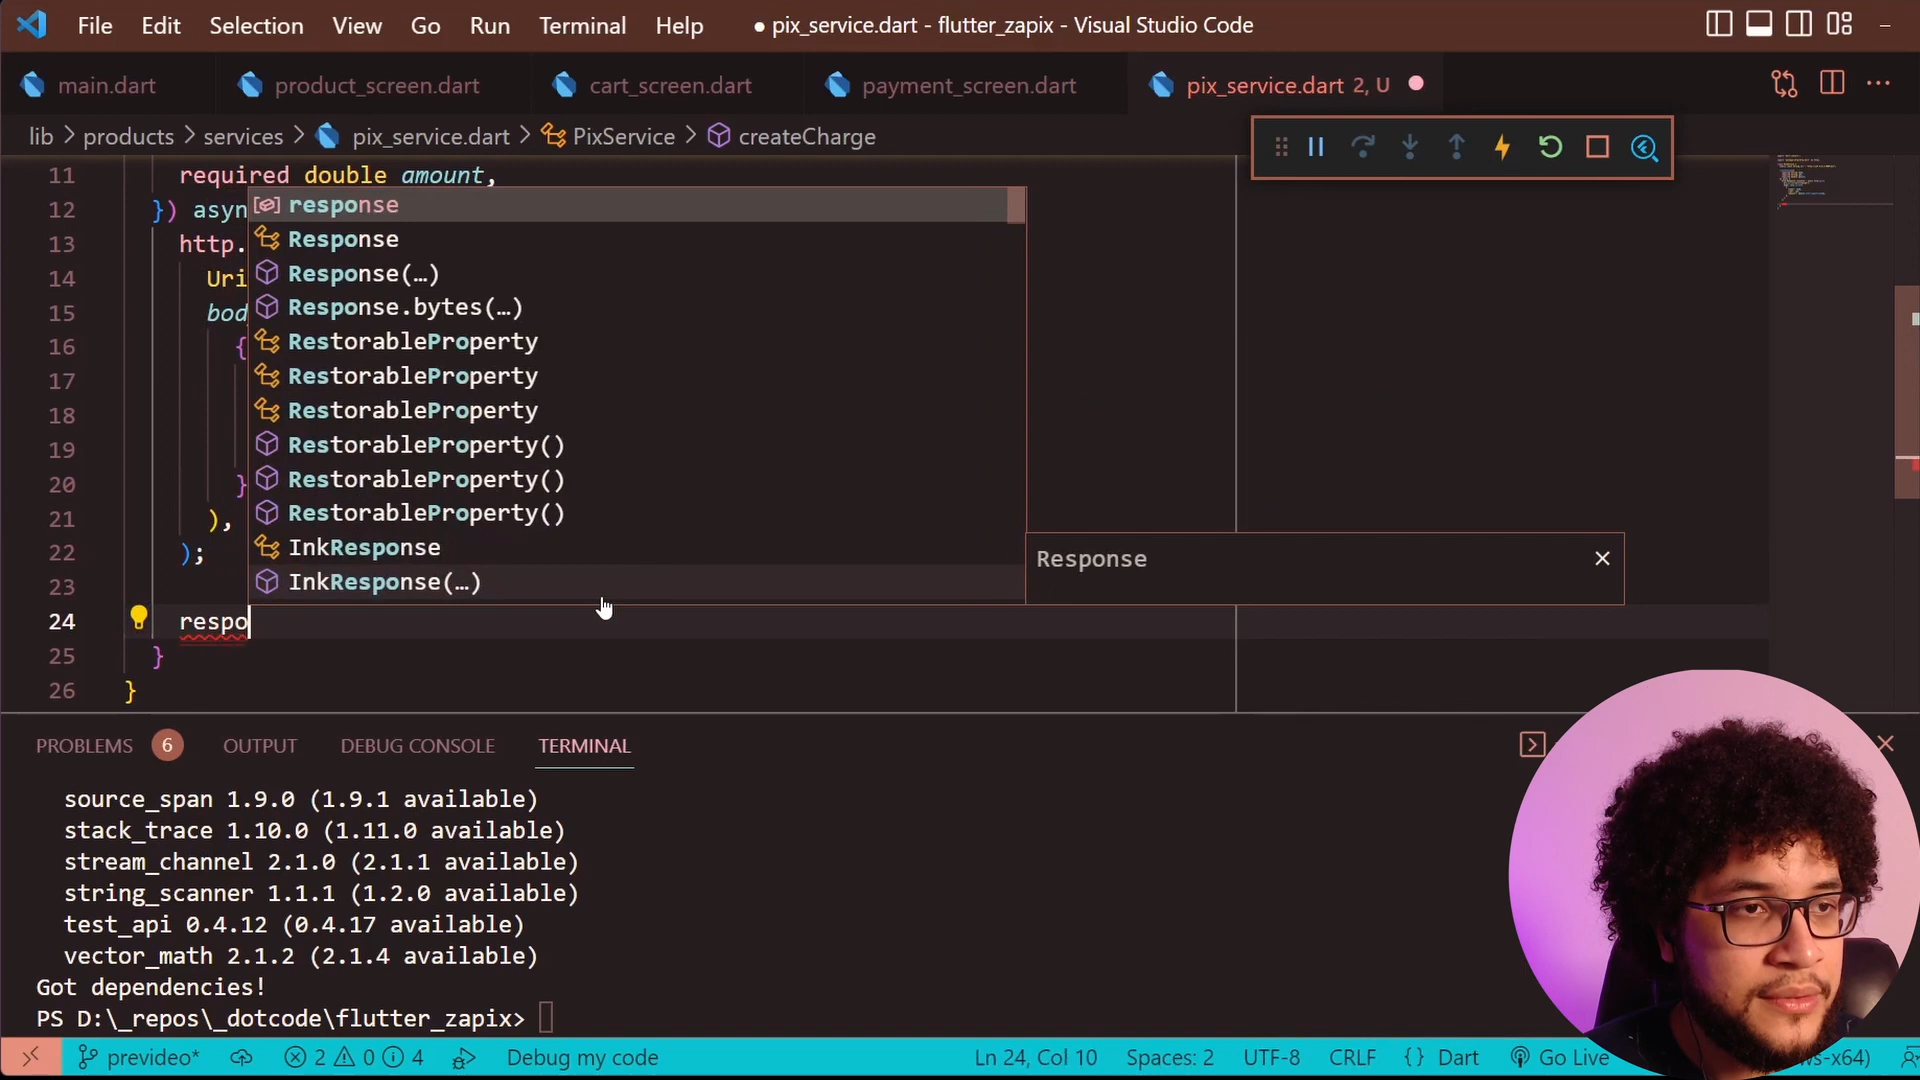 File Edit Selection View Go Run Terminal Help
● pix_service.dart - flutter_zapix - Visual Studio Code
main.dart product_screen.dart cart_screen.dart payment_screen.dart pix_service.dart 2, U
lib > products > services > pix_service.dart > PixService > createCharge
11 required double amount,
12 }) asyn
13 http.
14 Uri
15 bod
16 {
17
18
19
20 }
21 ),
22 );
23
24 respo
25 }
26 }
response
Response
Response(…)
Response.bytes(…)
RestorableProperty
RestorableProperty
RestorableProperty
RestorableProperty()
RestorableProperty()
RestorableProperty()
InkResponse
InkResponse(…)
Response
PROBLEMS 6 OUTPUT DEBUG CONSOLE TERMINAL
source_span 1.9.0 (1.9.1 available)
stack_trace 1.10.0 (1.11.0 available)
stream_channel 2.1.0 (2.1.1 available)
string_scanner 1.1.1 (1.2.0 available)
test_api 0.4.12 (0.4.17 available)
vector_math 2.1.2 (2.1.4 available)
Got dependencies!
PS D:\_repos\_dotcode\flutter_zapix>
prevideo* 2 0 4 Debug my code Ln 24, Col 10 Spaces: 2 UTF-8 CRLF { } Dart Go Live ws-x64)